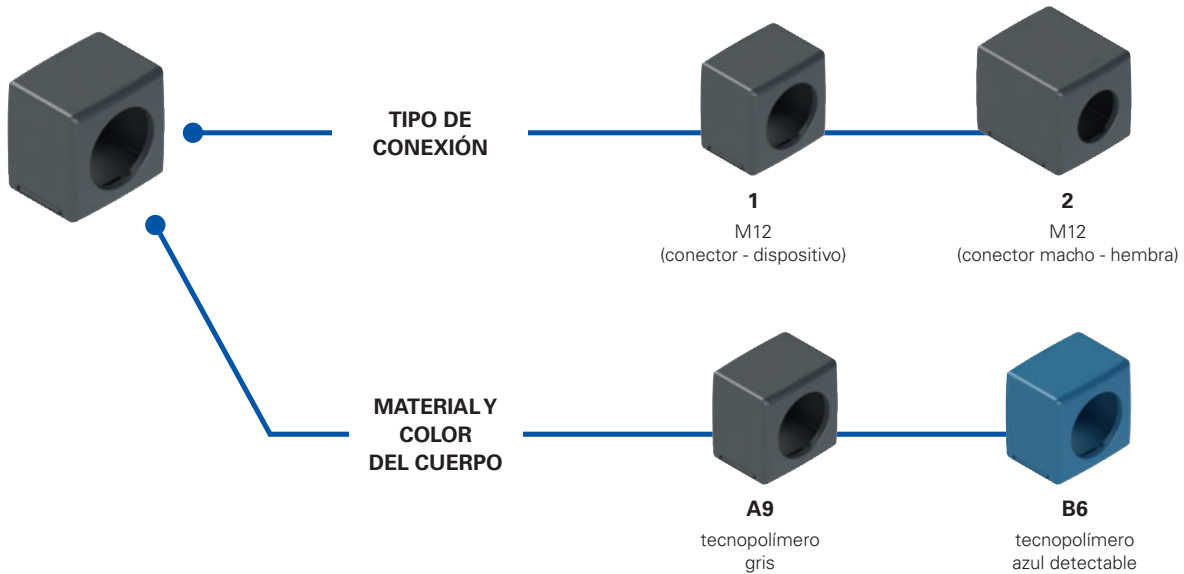 TIPO DE
CONEXIÓN
1
M12
(conector - dispositivo)
2
M12
(conector macho - hembra)
MATERIAL Y
COLOR
DEL CUERPO
A9
tecnopolímero
gris
B6
tecnopolímero
azul detectable